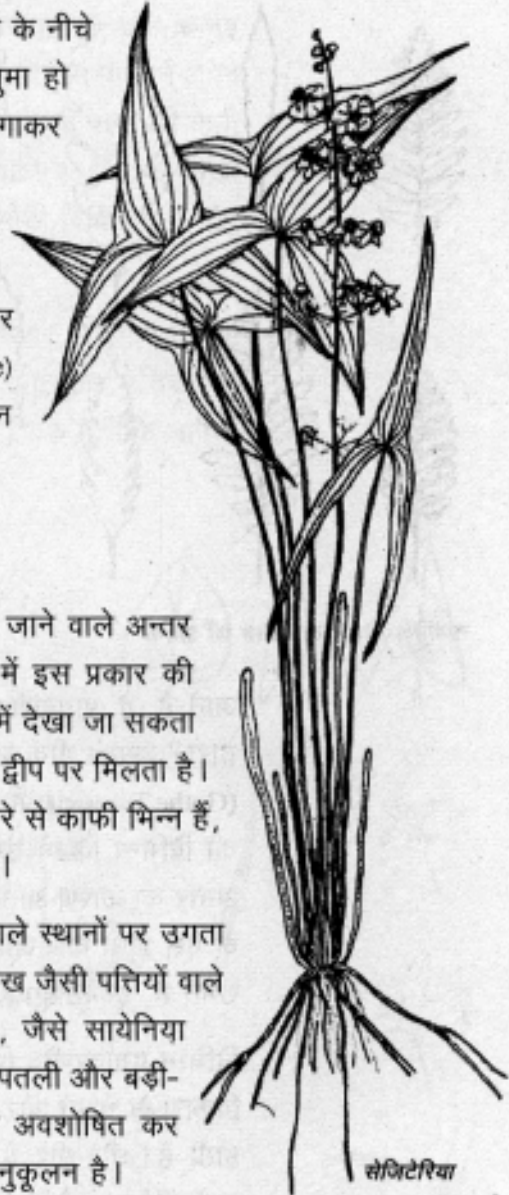 के नीचे
हो
गाकर
र
जाने वाले अन्तर
में इस प्रकार की
में देखा जा सकता
द्वीप पर मिलता है।
रे से काफी भिन्न हैं,
।
स्थानों पर उगता
जैसी पत्तियों वाले
, जैसे सायेनिया
पतली और बड़ी-
अवशोषित कर
नुकूलन है।
सेजिटेरिया